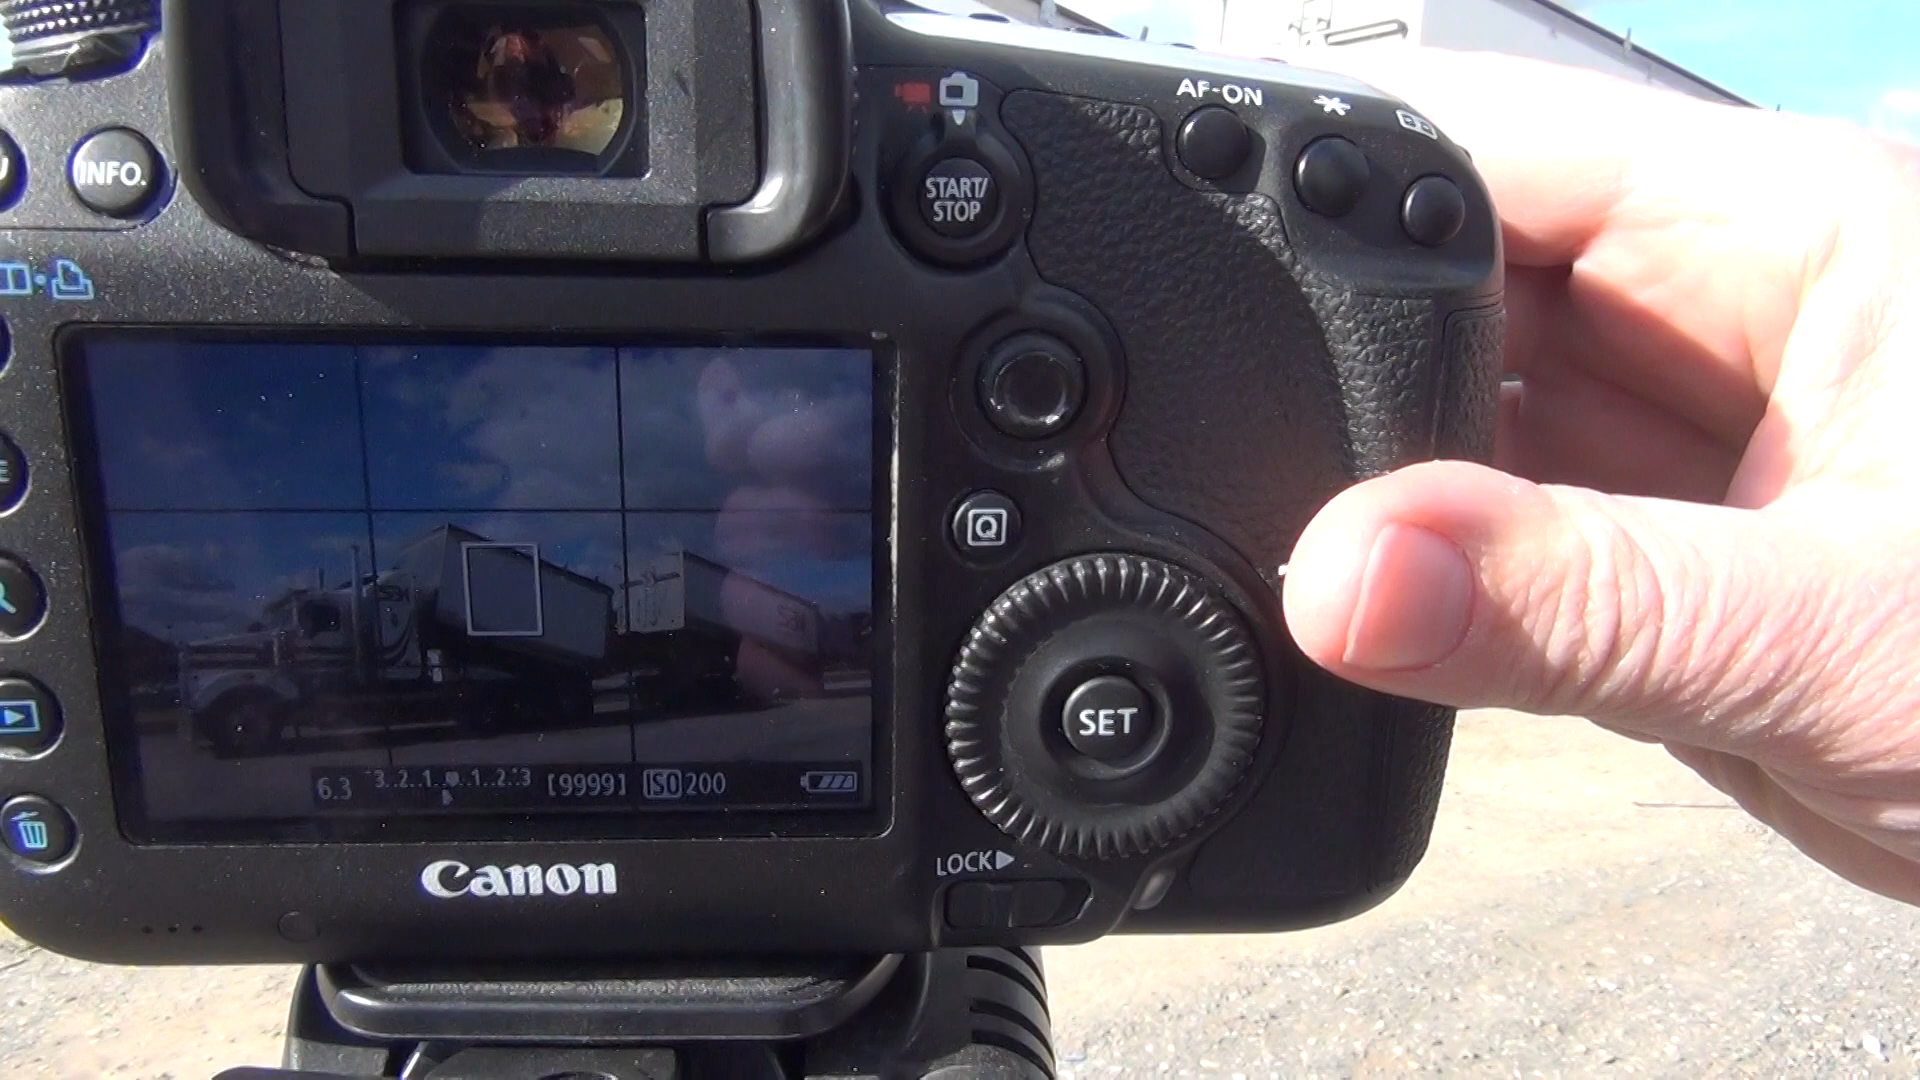 AF-ON
INFO.
START/
STOP
Q
SET
6.3 3..2..1..▼..1..2..3 [9999] ISO 200
LOCK▶
Canon